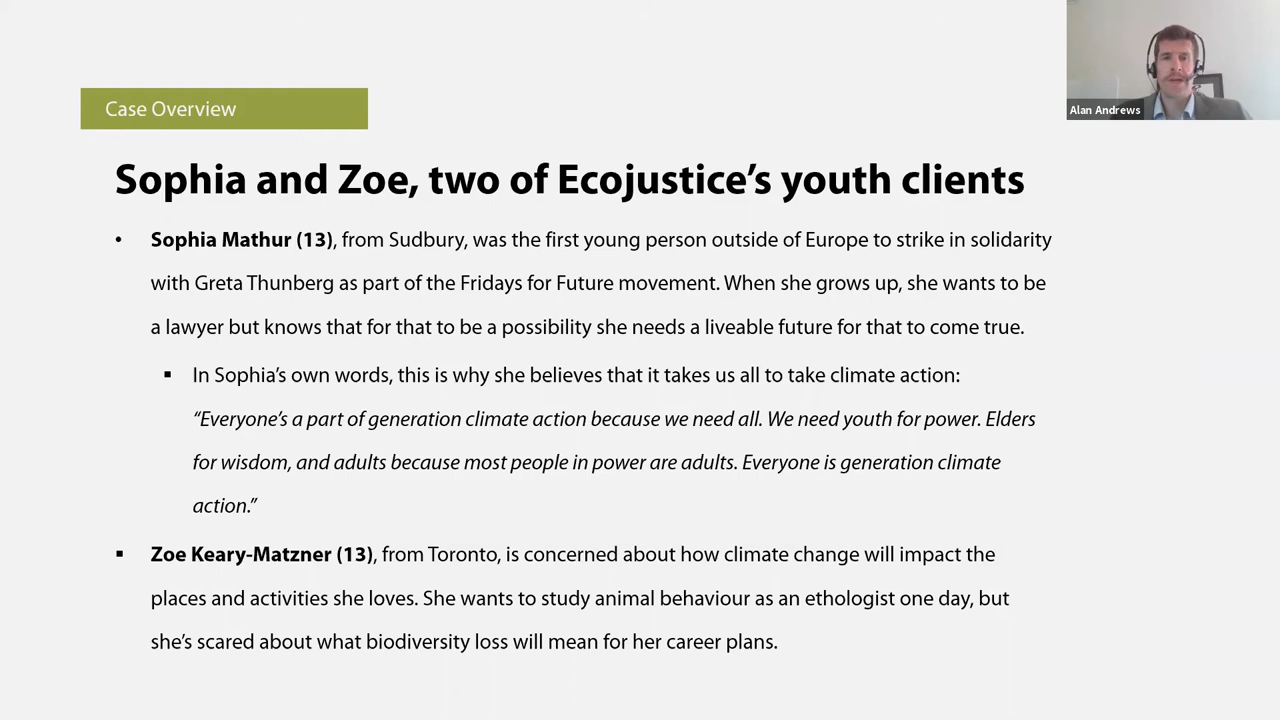 Case Overview
Alan Andrews
Sophia and Zoe, two of Ecojustice’s youth clients
• Sophia Mathur (13), from Sudbury, was the first young person outside of Europe to strike in solidarity
with Greta Thunberg as part of the Fridays for Future movement. When she grows up, she wants to be
a lawyer but knows that for that to be a possibility she needs a liveable future for that to come true.
▪ In Sophia’s own words, this is why she believes that it takes us all to take climate action:
“Everyone’s a part of generation climate action because we need all. We need youth for power. Elders
for wisdom, and adults because most people in power are adults. Everyone is generation climate
action.”
▪ Zoe Keary-Matzner (13), from Toronto, is concerned about how climate change will impact the
places and activities she loves. She wants to study animal behaviour as an ethologist one day, but
she’s scared about what biodiversity loss will mean for her career plans.